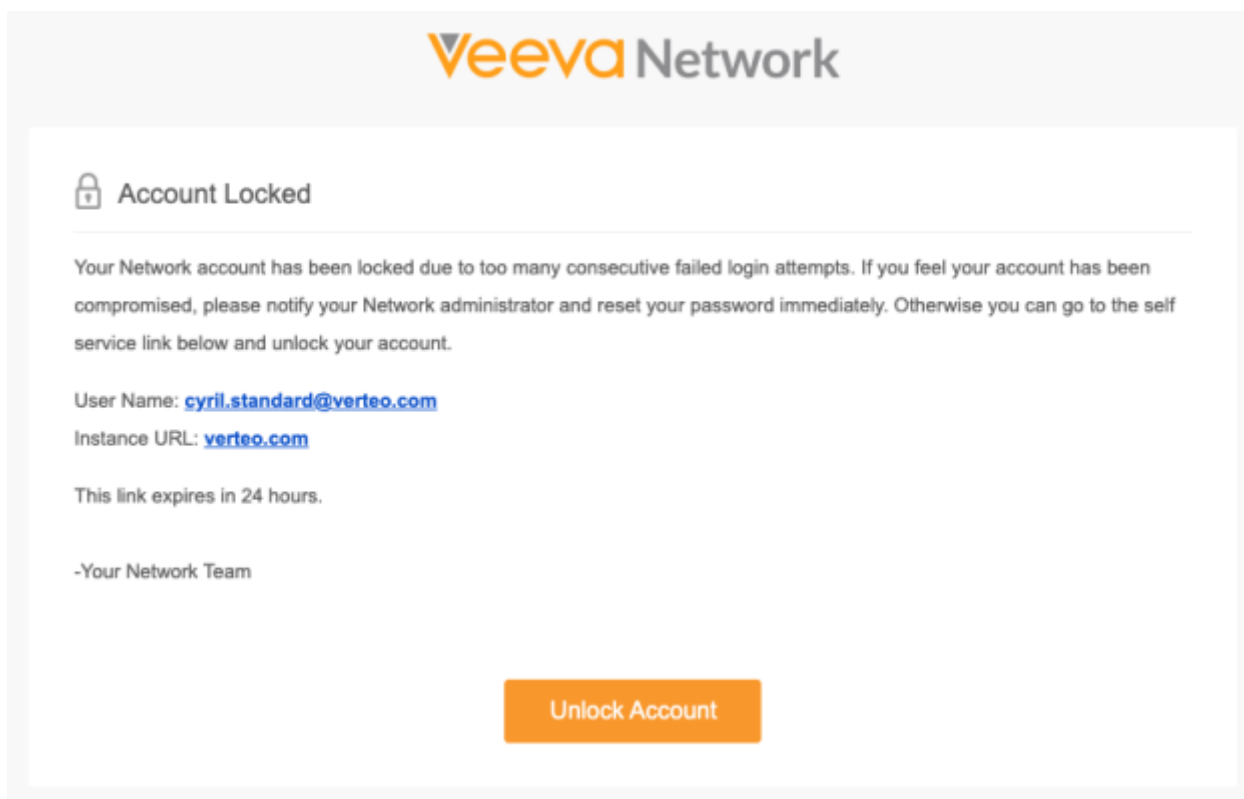 Veeva Network
Account Locked
Your Network account has been locked due to too many consecutive failed login attempts. If you feel your account has been
compromised, please notify your Network administrator and reset your password immediately. Otherwise you can go to the self
service link below and unlock your account.
User Name: cyril.standard@verteo.com
Instance URL: verteo.com
This link expires in 24 hours.
-Your Network Team
Unlock Account